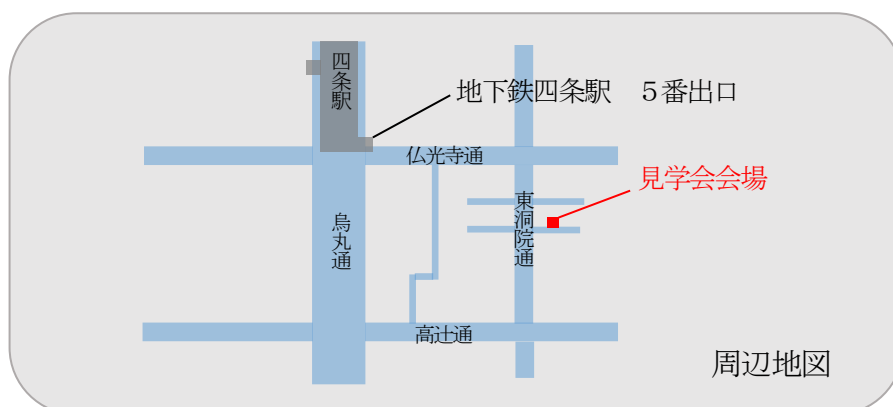 四条駅
地下鉄四条駅　５番出口
仏光寺通
見学会会場
東洞院通
烏丸通
高辻通
周辺地図